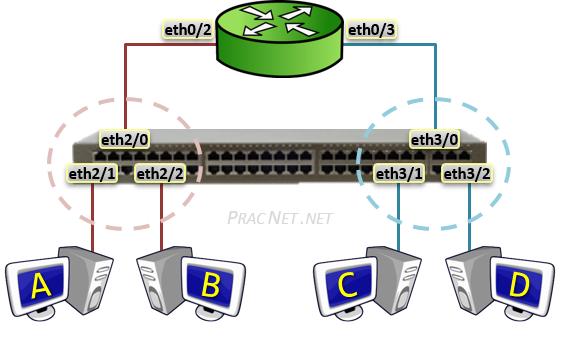 eth0/2 eth0/3
eth2/0 eth3/0
eth2/1 eth2/2 eth3/1 eth3/2
PRACNET.NET
A B C D